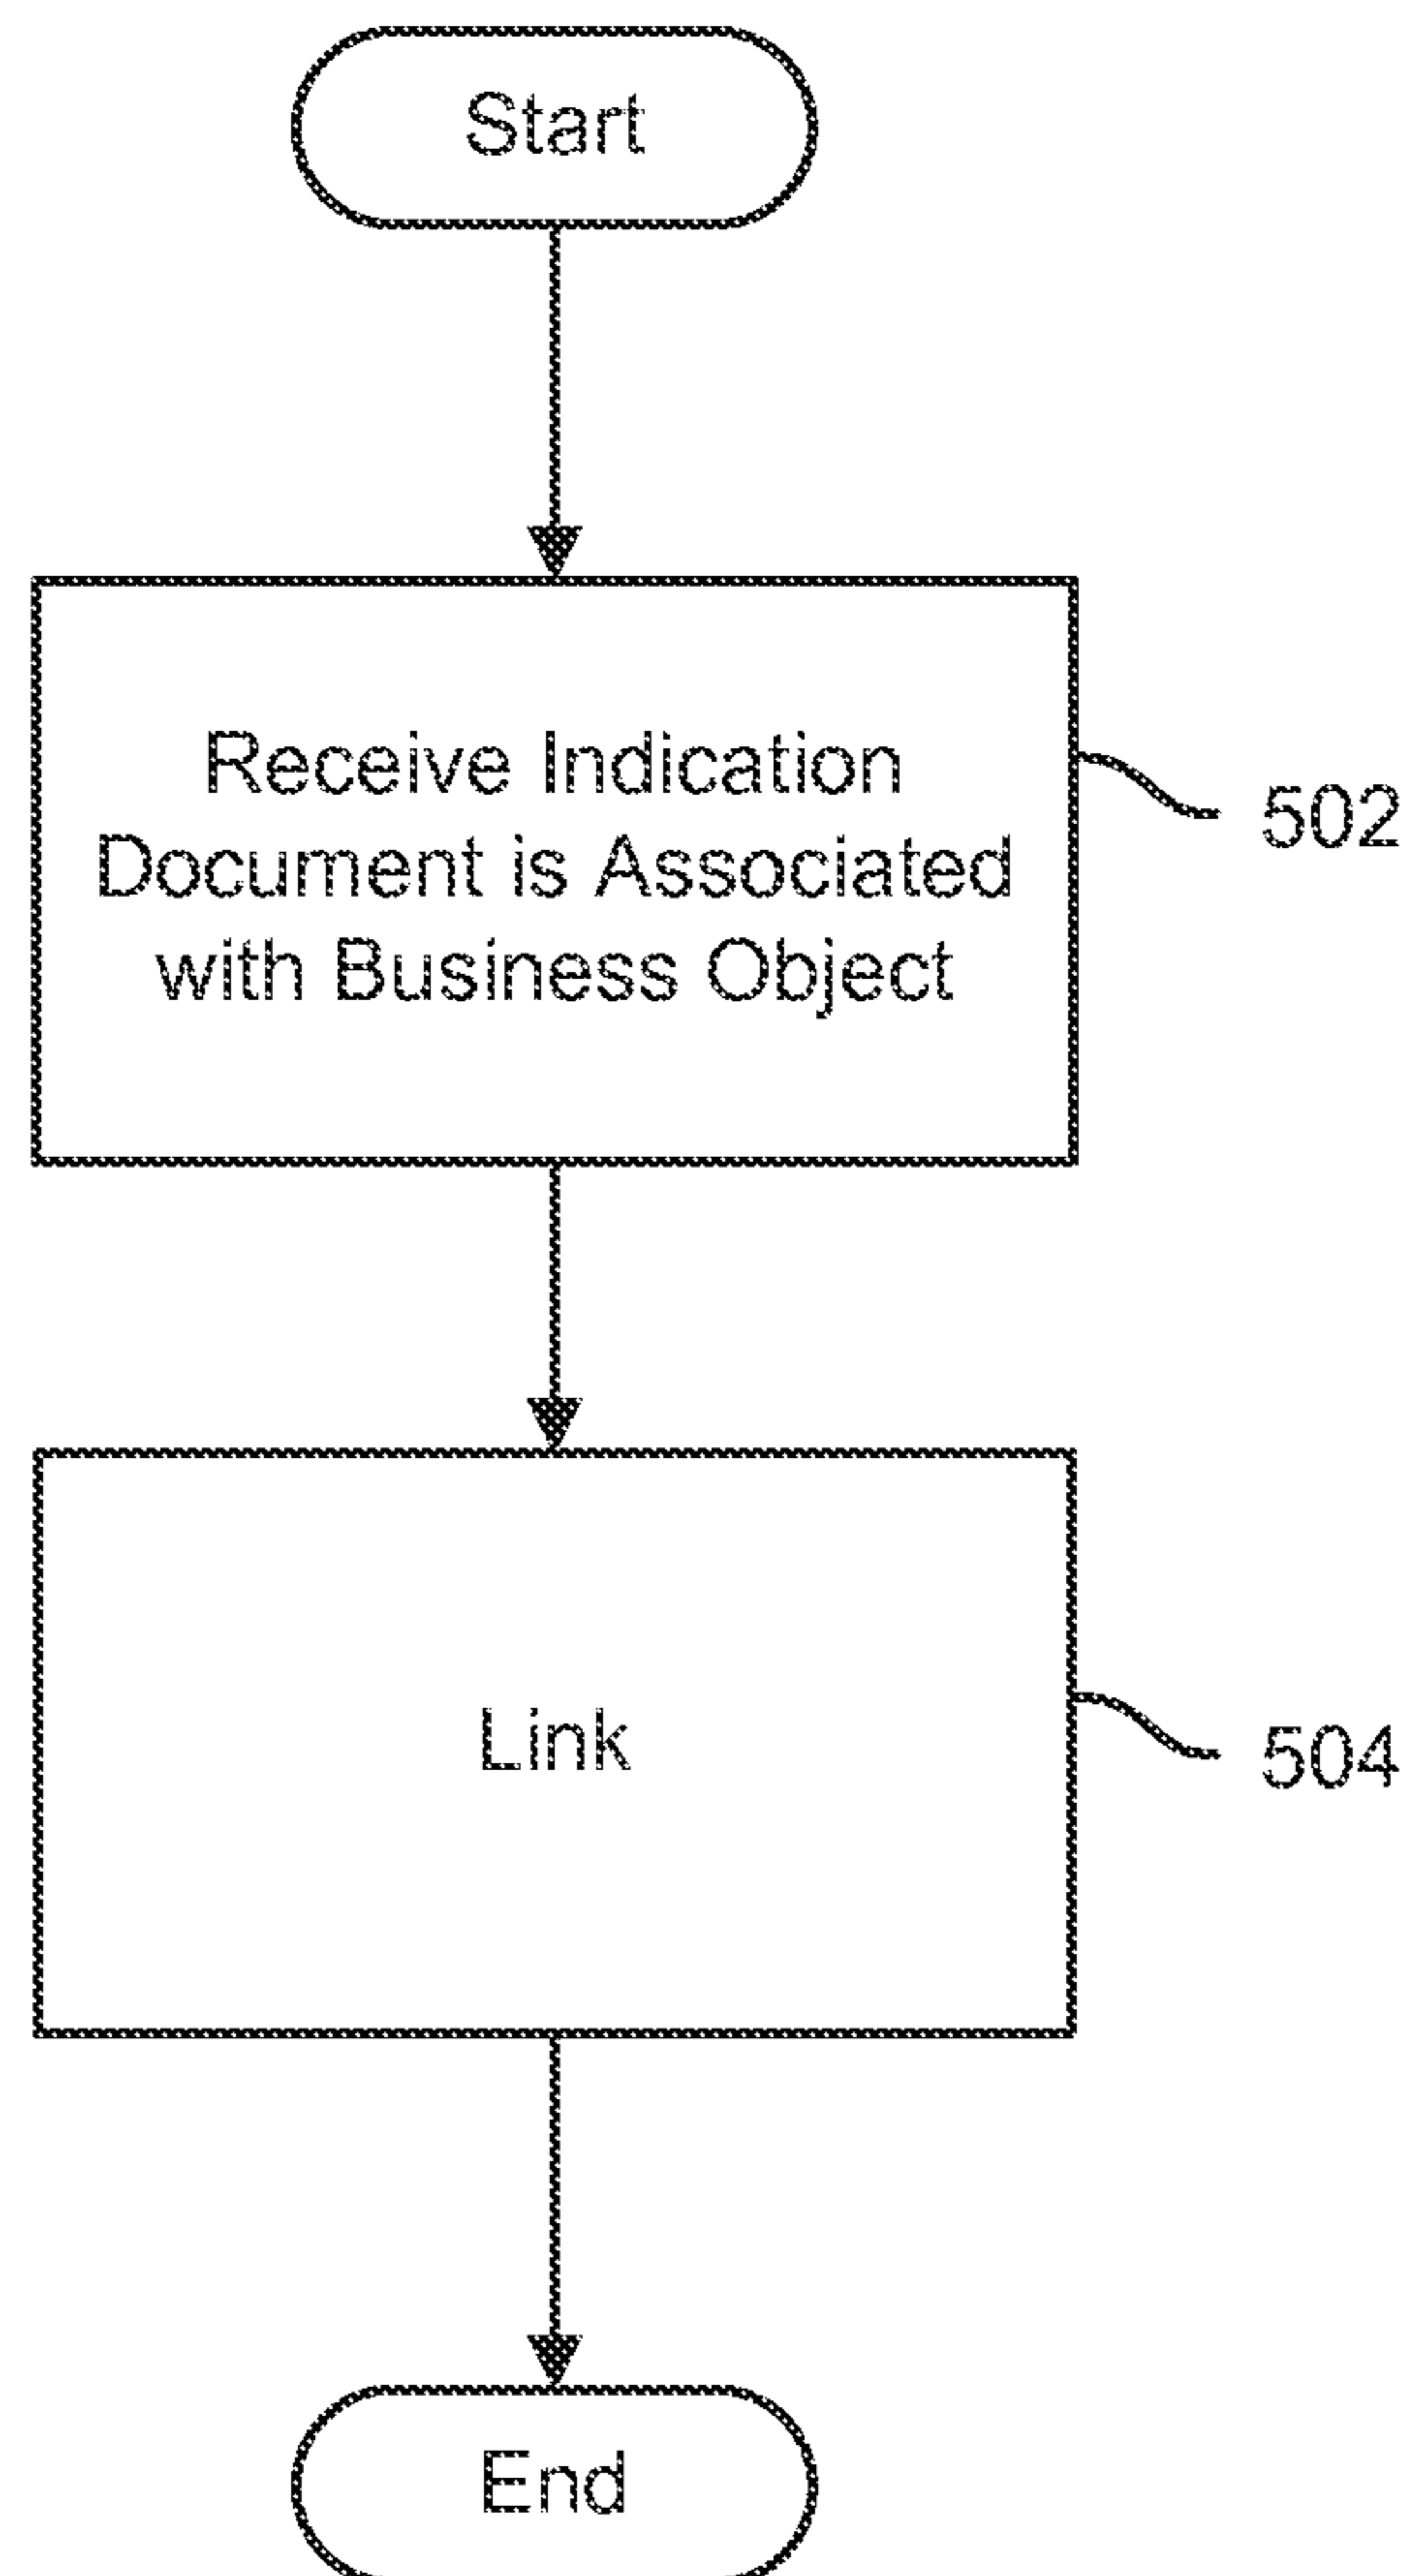 Start
Receive Indication
Document is Associated
with Business Object
502
Link
504
End